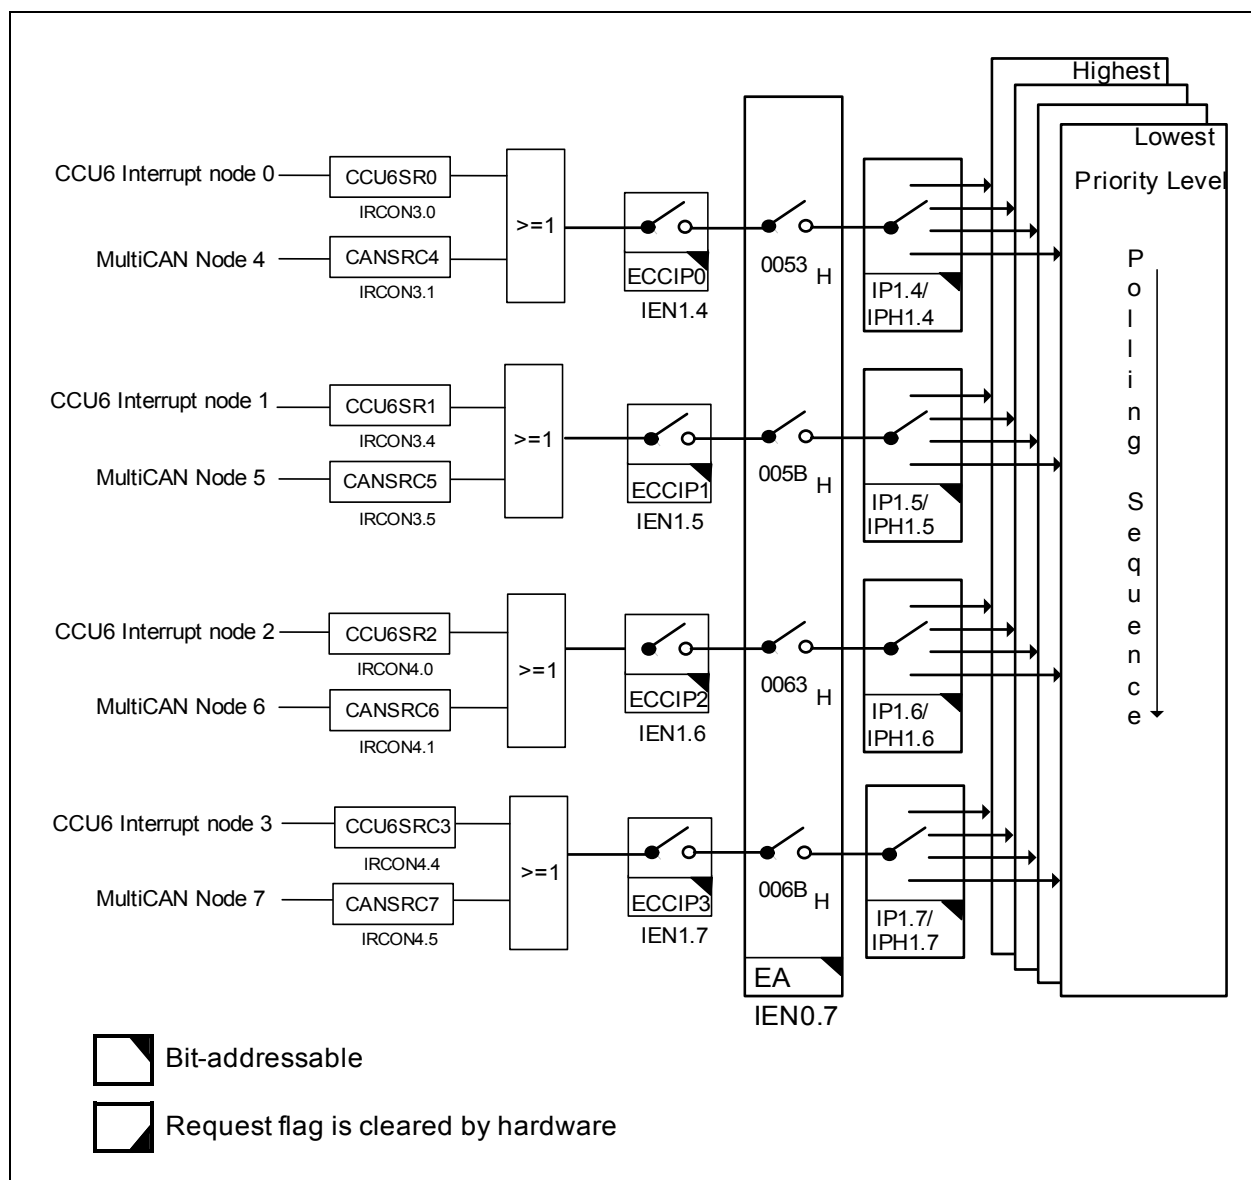 Highest
Lowest
Priority Level
Polling Sequence
CCU6 Interrupt node 0
CCU6SR0
IRCON3.0
MultiCAN Node 4
CANSRC4
IRCON3.1
>=1
ECCIP0
IEN1.4
0053 H
IP1.4/
IPH1.4
CCU6 Interrupt node 1
CCU6SR1
IRCON3.4
MultiCAN Node 5
CANSRC5
IRCON3.5
>=1
ECCIP1
IEN1.5
005B H
IP1.5/
IPH1.5
CCU6 Interrupt node 2
CCU6SR2
IRCON4.0
MultiCAN Node 6
CANSRC6
IRCON4.1
>=1
ECCIP2
IEN1.6
0063 H
IP1.6/
IPH1.6
CCU6 Interrupt node 3
CCU6SRC3
IRCON4.4
MultiCAN Node 7
CANSRC7
IRCON4.5
>=1
ECCIP3
IEN1.7
006B H
IP1.7/
IPH1.7
EA
IEN0.7
Bit-addressable
Request flag is cleared by hardware